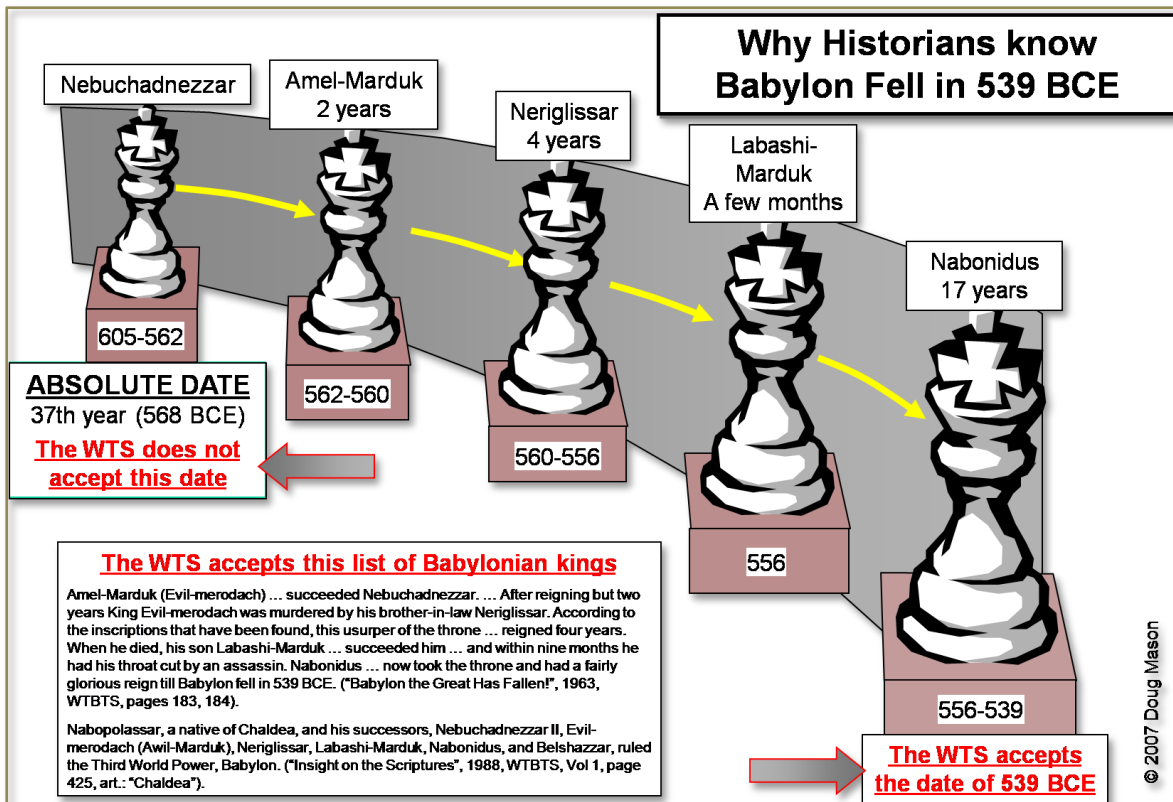 Why Historians know
Babylon Fell in 539 BCE
Nebuchadnezzar
Amel-Marduk
2 years
Neriglissar
4 years
Labashi-
Marduk
A few months
Nabonidus
17 years
605-562
562-560
560-556
556
556-539
ABSOLUTE DATE
37th year (568 BCE)
The WTS does not
accept this date
The WTS accepts this list of Babylonian kings
Amel-Marduk (Evil-merodach) … succeeded Nebuchadnezzar. … After reigning but two
years King Evil-merodach was murdered by his brother-in-law Neriglissar. According
to the inscriptions that have been found, this usurper of the throne … reigned four years.
When he died, his son Labashi-Marduk … succeeded him … and within nine months he
had his throat cut by an assassin. Nabonidus … now took the throne and had a fairly
glorious reign till Babylon fell in 539 BCE. ("Babylon the Great Has Fallen!", 1963,
WTBTS, pages 183, 184).
Nabopolassar, a native of Chaldea, and his successors, Nebuchadnezzar II, Evil-
merodach (Awil-Marduk), Neriglissar, Labashi-Marduk, Nabonidus, and Belshazzar, ruled
the Third World Power, Babylon. ("Insight on the Scriptures", 1988, WTBTS, Vol 1, page
425, art.: "Chaldea").
The WTS accepts
the date of 539 BCE
© 2007 Doug Mason